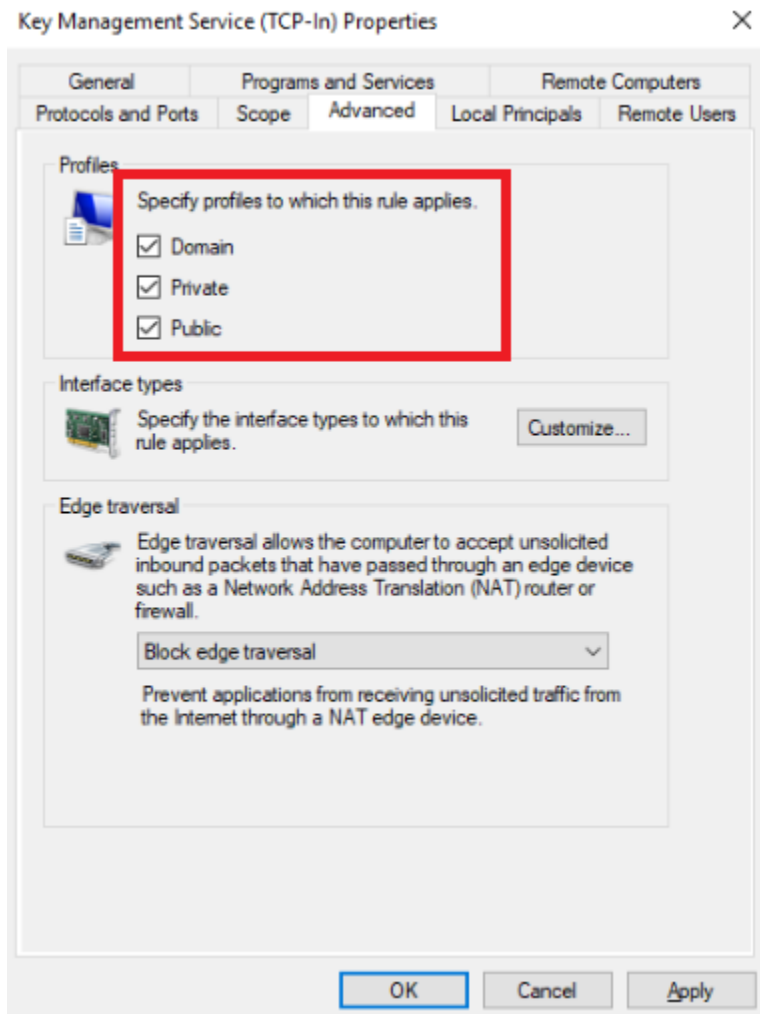 Key Management Service (TCP-In) Properties
General
Programs and Services
Remote Computers
Protocols and Ports
Scope
Advanced
Local Principals
Remote Users
Profiles
Specify profiles to which this rule applies.
Domain
Private
Public
Interface types
Specify the interface types to which this
rule applies.
Customize...
Edge traversal
Edge traversal allows the computer to accept unsolicited
inbound packets that have passed through an edge device
such as a Network Address Translation (NAT) router or
firewall.
Block edge traversal
Prevent applications from receiving unsolicited traffic from
the Internet through a NAT edge device.
OK
Cancel
Apply